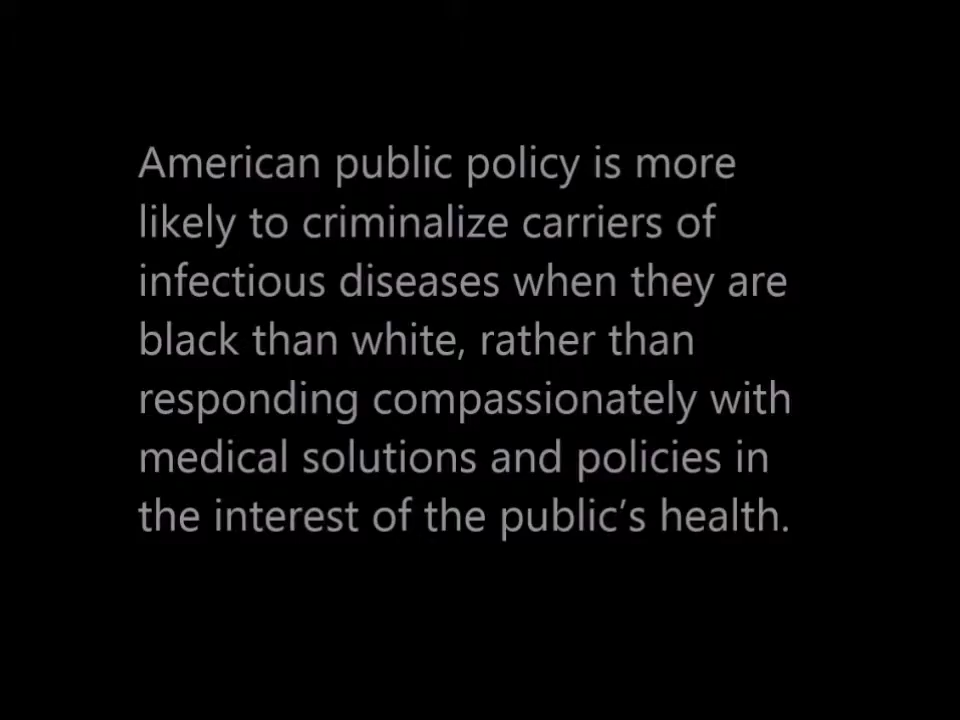 American public policy is more
likely to criminalize carriers of
infectious diseases when they are
black than white, rather than
responding compassionately with
medical solutions and policies in
the interest of the public’s health.